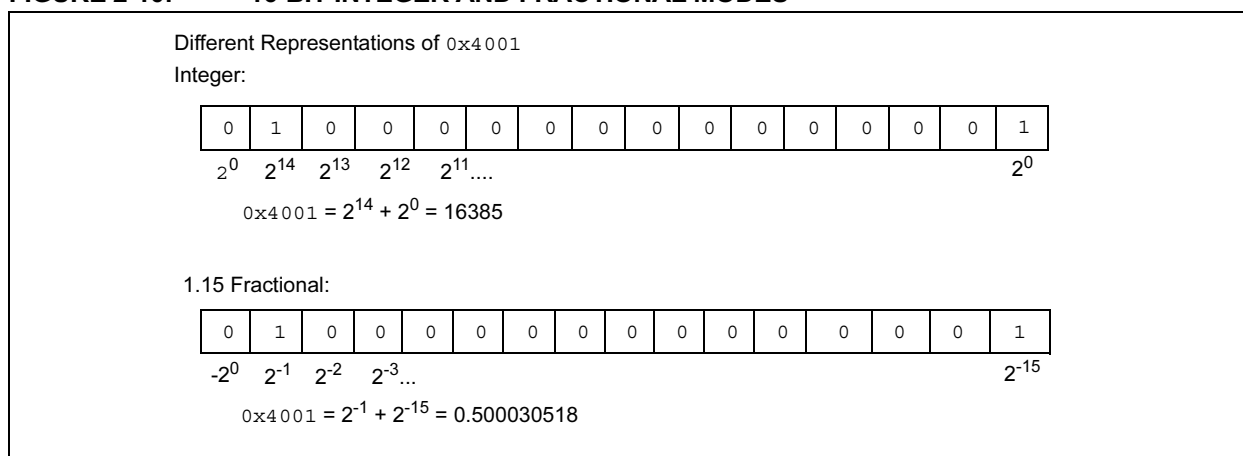 Different Representations of 0x4001
Integer:
0 1 0 0 0 0 0 0 0 0 0 0 0 0 0 1
2^0 2^14 2^13 2^12 2^11.... 2^0
0x4001 = 2^14 + 2^0 = 16385
1.15 Fractional:
0 1 0 0 0 0 0 0 0 0 0 0 0 0 0 1
-2^0 2^-1 2^-2 2^-3... 2^-15
0x4001 = 2^-1 + 2^-15 = 0.500030518